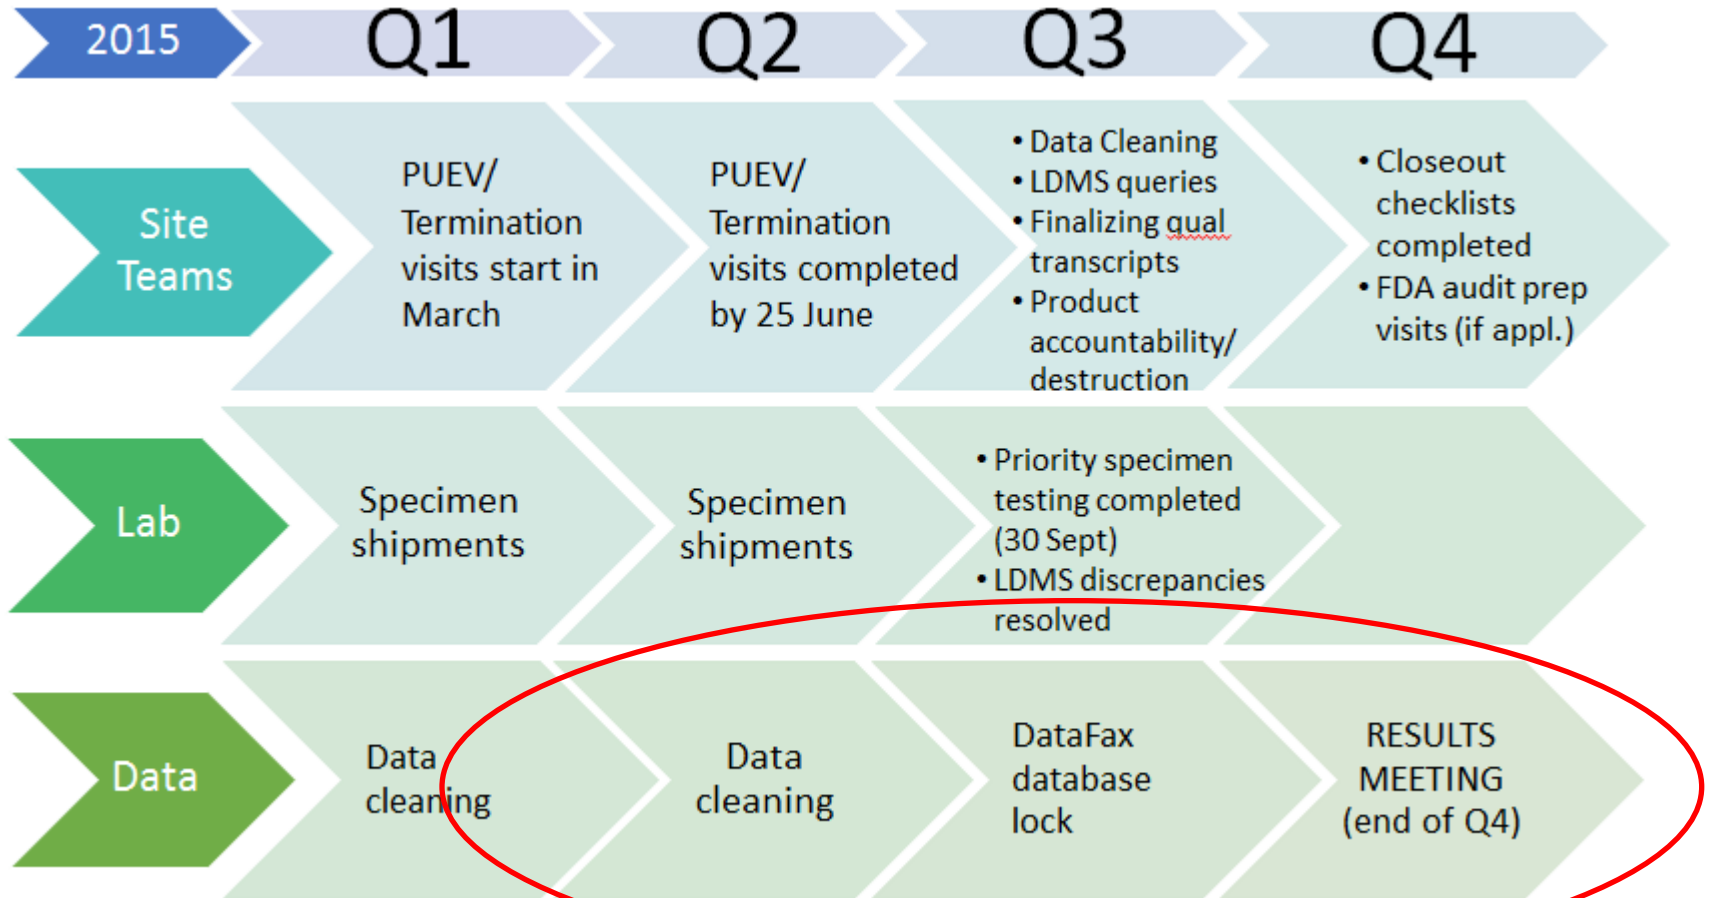 2015
Q1
Q2
Q3
Q4
Site
Teams
PUEV/
Termination
visits start in
March
PUEV/
Termination
visits completed
by 25 June
• Data Cleaning
• LDMS queries
• Finalizing qual
transcripts
• Product
accountability/
destruction
• Closeout
checklists
completed
• FDA audit prep
visits (if appl.)
Lab
Specimen
shipments
Specimen
shipments
• Priority specimen
testing completed
(30 Sept)
• LDMS discrepancies
resolved
Data
Data
cleaning
Data
cleaning
DataFax
database
lock
RESULTS
MEETING
(end of Q4)